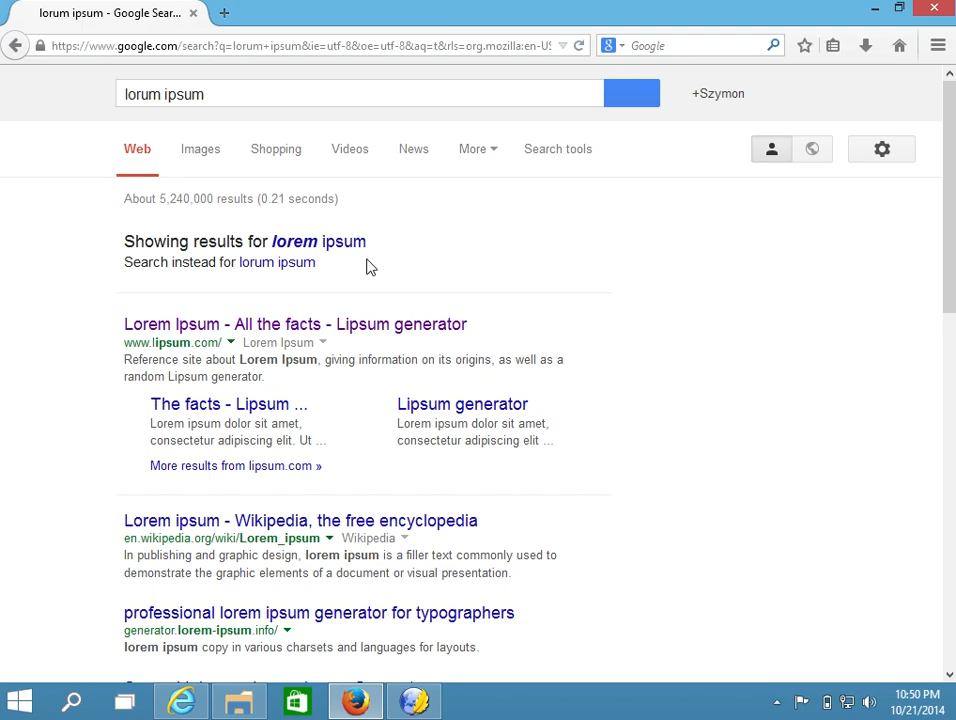 lorum ipsum - Google Sear...
https://www.google.com/search?q=lorum+ipsum&ie=utf-8&oe=utf-8&aq=t&rls=org.mozilla:en-US
8 Google
lorum ipsum
+Szymon
Web Images Shopping Videos News More Search tools
About 5,240,000 results (0.21 seconds)
Showing results for lorem ipsum
Search instead for lorum ipsum
Lorem Ipsum - All the facts - Lipsum generator
www.lipsum.com/ Lorem Ipsum
Reference site about Lorem Ipsum, giving information on its origins, as well as a
random Lipsum generator.
The facts - Lipsum ... Lipsum generator
Lorem ipsum dolor sit amet, Lorem ipsum dolor sit amet,
consectetur adipiscing elit. Ut ... consectetur adipiscing elit ...
More results from lipsum.com »
Lorem ipsum - Wikipedia, the free encyclopedia
en.wikipedia.org/wiki/Lorem_ipsum Wikipedia
In publishing and graphic design, lorem ipsum is a filler text commonly used to
demonstrate the graphic elements of a document or visual presentation.
professional lorem ipsum generator for typographers
generator.lorem-ipsum.info/
lorem ipsum copy in various charsets and languages for layouts.
10:50 PM
10/21/2014